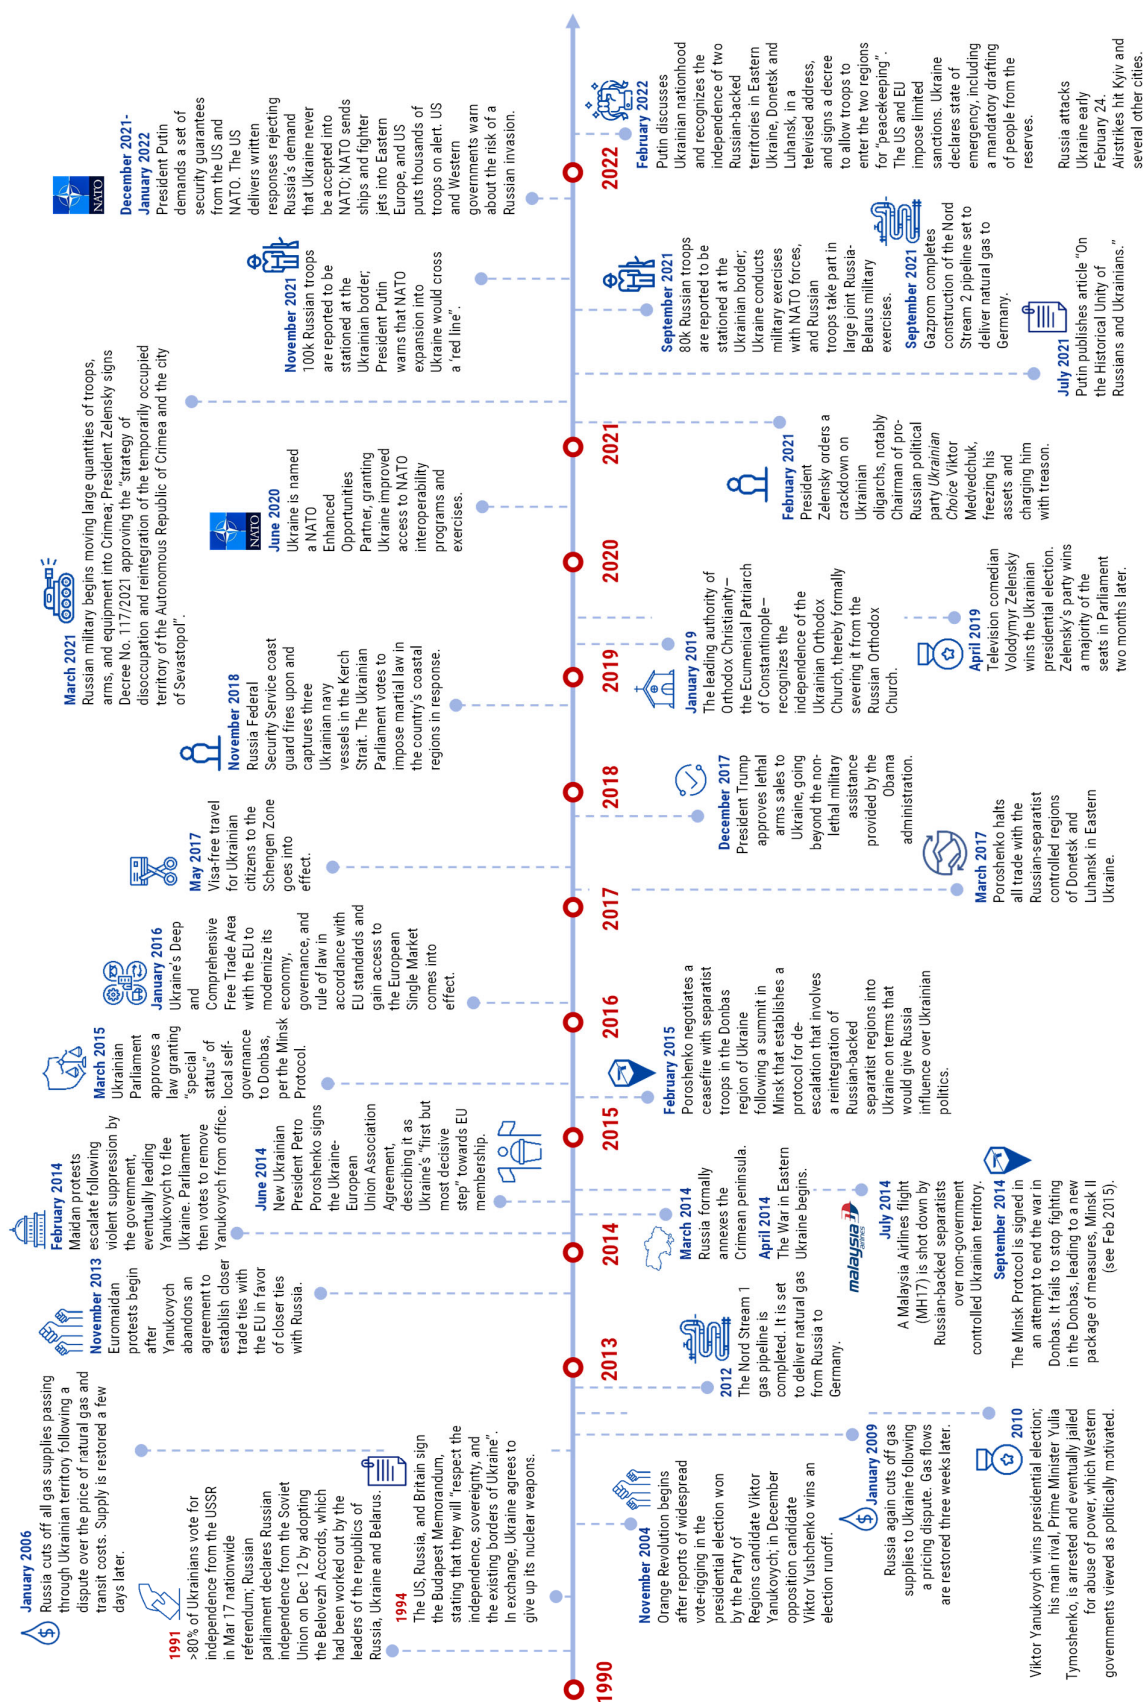 January 2006
Russia cuts off all gas supplies passing
through Ukrainian territory following a
dispute over the price of natural gas and
transit costs. Supply is restored a few
days later.
1991
>80% of Ukrainians vote for
independence from the USSR
in Mar 17 nationwide
referendum; Russian
parliament declares Russian
independence from the Soviet
Union on Dec 12 by adopting
the Belovezh Accords, which
had been worked out by the
leaders of the republics of
Russia, Ukraine and Belarus.
1994
The US, Russia, and Britain sign
the Budapest Memorandum,
stating that they will "respect the
independence, sovereignty, and
the existing borders of Ukraine".
In exchange, Ukraine agrees to
give up its nuclear weapons.
November 2013
Euromaidan
protests begin
after
Yanukovych
abandons an
agreement to
establish closer
trade ties with
the EU in favor
of closer ties
with Russia.
February 2014
Maidan protests
escalate following
violent suppression by
the government,
eventually leading
Yanukovych to flee
Ukraine. Parliament
then votes to remove
Yanukovych from office.
June 2014
New Ukrainian
President Petro
Poroshenko signs
the Ukraine-
European
Union Association
Agreement,
describing it as
Ukraine's "first but
most decisive
step" towards EU
membership.
March 2015
Ukrainian
Parliament
approves a
law granting
"special
status" of
local self-
governance
to Donbas,
per the Minsk
Protocol.
January 2016
Ukraine's Deep
and
Comprehensive
Free Trade Area
with the EU to
modernize its
economy,
governance, and
rule of law in
accordance with
EU standards and
gain access to
the European
Single Market
comes into
effect.
May 2017
Visa-free travel
for Ukrainian
citizens to the
Schengen Zone
goes into
effect.
November 2018
Russia Federal
Security Service coast
guard fires upon and
captures three
Ukrainian navy
vessels in the Kerch
Strait. The Ukrainian
Parliament votes to
impose martial law in
the country's coastal
regions in response.
March 2021
Russian military begins moving large quantities of troops,
arms, and equipment into Crimea; President Zelensky signs
Decree No. 117/2021 approving the "strategy of
disoccupation and reintegration of the temporarily occupied
territory of the Autonomous Republic of Crimea and the city
of Sevastopol".
NATO
June 2020
Ukraine is named
a NATO
Enhanced
Opportunities
Partner, granting
Ukraine improved
access to NATO
interoperability
programs and
exercises.
November 2021
100k Russian troops
are reported to be
stationed at the
Ukrainian border;
President Putin
warns that NATO
expansion into
Ukraine would cross
a 'red line".
NATO
December 2021-
January 2022
President Putin
demands a set of
security guarantees
from the US and
NATO. The US
delivers written
responses rejecting
Russia's demand
that Ukraine never
be accepted into
NATO; NATO sends
ships and fighter
jets into Eastern
Europe, and US
puts thousands of
troops on alert. US
and Western
governments warn
about the risk of a
Russian invasion.
1990
2013
2014
2015
2016
2017
2018
2019
2020
2021
2022
November 2004
Orange Revolution begins
after reports of widespread
vote-rigging in the
presidential election won
by the Party of
Regions candidate Viktor
Yanukovych; in December
opposition candidate
Viktor Yushchenko wins an
election runoff.
January 2009
Russia again cuts off gas
supplies to Ukraine following
a pricing dispute. Gas flows
are restored three weeks later.
2010
Viktor Yanukovych wins presidential election;
his main rival, Prime Minister Yulia
Tymoshenko, is arrested and eventually jailed
for abuse of power, which Western
governments viewed as politically motivated.
2012
The Nord Stream 1
gas pipeline is
completed. It is set
to deliver natural gas
from Russia to
Germany.
March 2014
Russia formally
annexes the
Crimean peninsula.
April 2014
The War in Eastern
Ukraine begins.
malaysia
airlines
July 2014
A Malaysia Airlines flight
(MH17) is shot down by
Russian-backed separatists
over non-government
controlled Ukrainian territory.
September 2014
The Minsk Protocol is signed in
an attempt to end the war in
Donbas. It fails to stop fighting
in the Donbas, leading to a new
package of measures, Minsk II
(see Feb 2015).
February 2015
Poroshenko negotiates a
ceasefire with separatist
troops in the Donbas
region of Ukraine
following a summit in
Minsk that establishes a
protocol for de-
escalation that involves
a reintegration of
Russian-backed
separatist regions into
Ukraine on terms that
would give Russia
influence over Ukrainian
politics.
March 2017
Poroshenko halts
all trade with the
Russian-separatist
controlled regions
of Donetsk and
Luhansk in Eastern
Ukraine.
December 2017
President Trump
approves lethal
arms sales to
Ukraine, going
beyond the non-
lethal military
assistance
provided by the
Obama
administration.
January 2019
The leading authority of
Orthodox Christianity—
the Ecumenical Patriarch
of Constantinople—
recognizes the
independence of the
Ukrainian Orthodox
Church, thereby formally
severing it from the
Russian Orthodox
Church.
April 2019
Television comedian
Volodymyr Zelensky
wins the Ukrainian
presidential election.
Zelensky's party wins
a majority of the
seats in Parliament
two months later.
February 2021
President
Zelensky orders a
crackdown on
Ukrainian
oligarchs, notably
Chairman of pro-
Russian political
party Ukrainian
Choice Viktor
Medvedchuk,
freezing his
assets and
charging him
with treason.
July 2021
Putin publishes article "On
the Historical Unity of
Russians and Ukrainians."
September 2021
80k Russian troops
are reported to be
stationed at the
Ukrainian border;
Ukraine conducts
military exercises
with NATO forces,
and Russian
troops take part in
large joint Russia-
Belarus military
exercises.
September 2021
Gazprom completes
construction of the Nord
Stream 2 pipeline set to
deliver natural gas to
Germany.
February 2022
Putin discusses
Ukrainian nationhood
and recognizes the
independence of two
Russian-backed
territories in Eastern
Ukraine, Donetsk and
Luhansk, in a
televised address,
and signs a decree
to allow troops to
enter the two regions
for "peacekeeping".
The US and EU
impose limited
sanctions. Ukraine
declares state of
emergency, including
a mandatory drafting
of people from the
reserves.
Russia attacks
Ukraine early
February 24.
Airstrikes hit Kyiv and
several other cities.